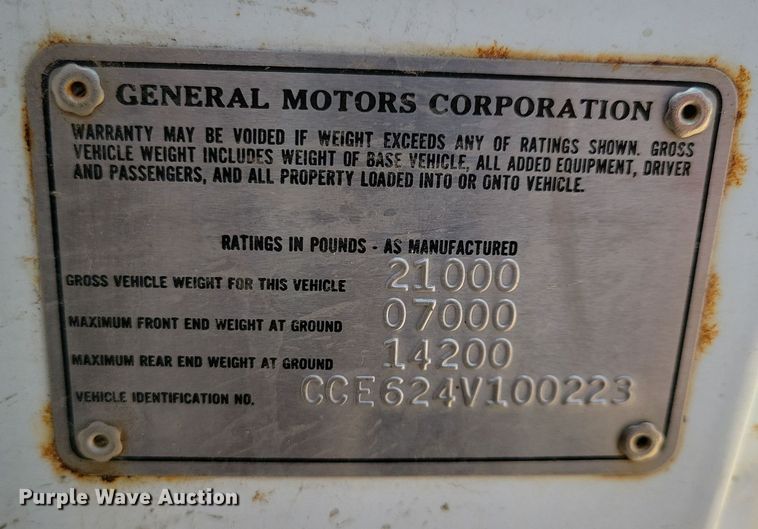 GENERAL MOTORS CORPORATION
WARRANTY MAY BE VOIDED IF WEIGHT EXCEEDS ANY OF RATINGS SHOWN. GROSS
VEHICLE WEIGHT INCLUDES WEIGHT OF BASE VEHICLE, ALL ADDED EQUIPMENT, DRIVER
AND PASSENGERS, AND ALL PROPERTY LOADED INTO OR ONTO VEHICLE.
RATINGS IN POUNDS - AS MANUFACTURED
GROSS VEHICLE WEIGHT FOR THIS VEHICLE 21000
MAXIMUM FRONT END WEIGHT AT GROUND 07000
MAXIMUM REAR END WEIGHT AT GROUND 14200
VEHICLE IDENTIFICATION NO. CCE624V100223
Purple Wave Auction